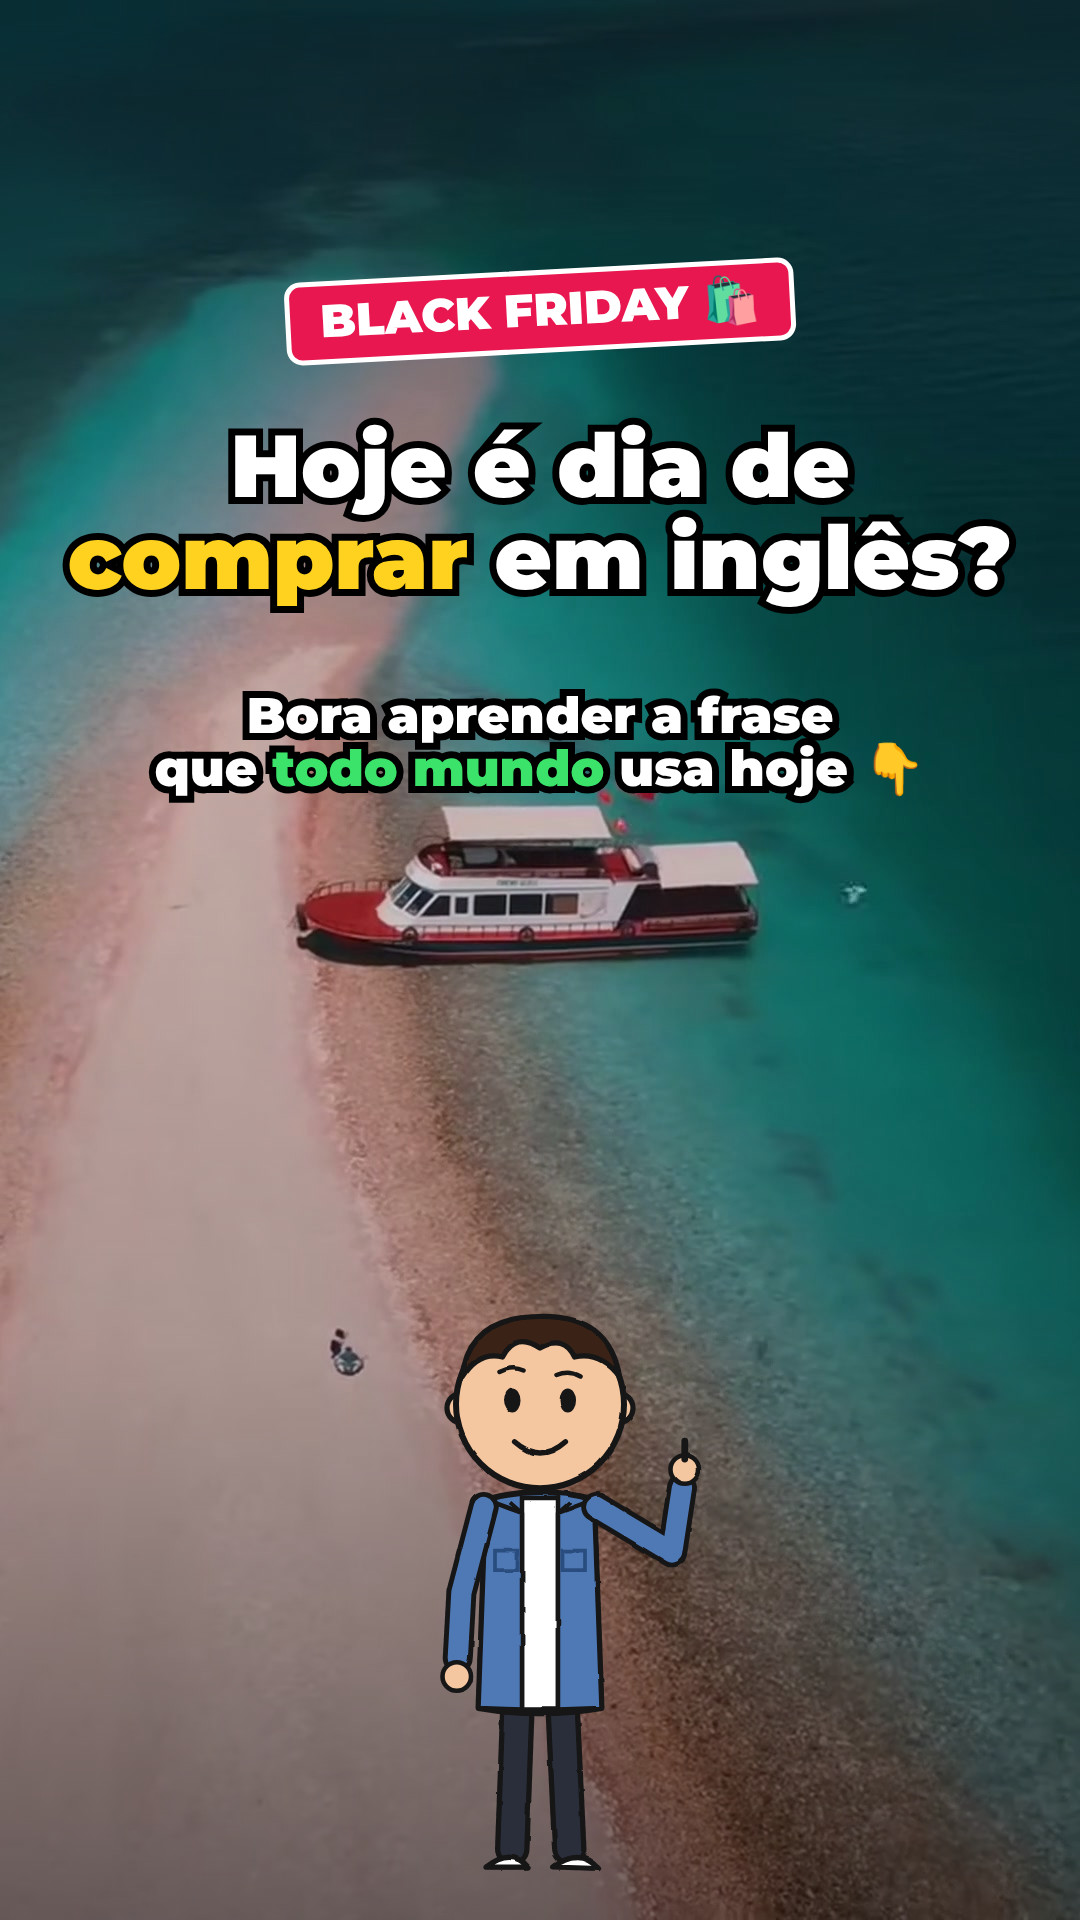 BLACK FRIDAY 🛍️
Hoje é dia de
comprar em inglês?
Bora aprender a frase
que todo mundo usa hoje 👇